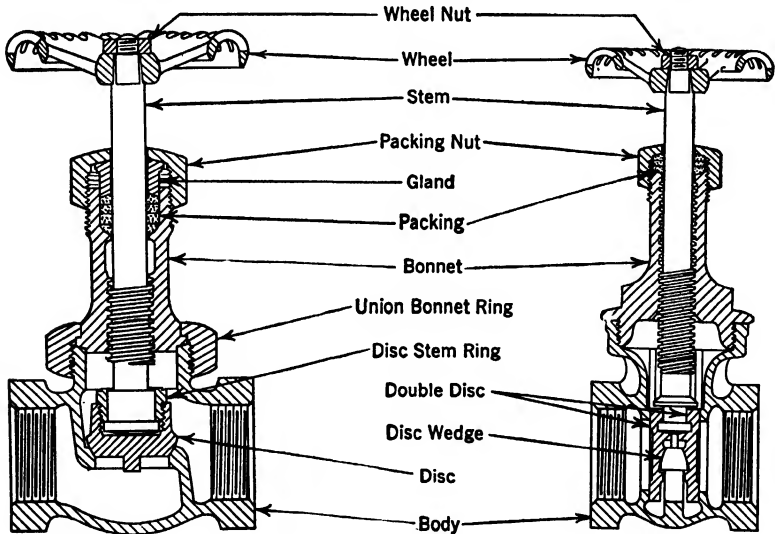 Wheel Nut
Wheel
Stem
Packing Nut
Gland
Packing
Bonnet
Union Bonnet Ring
Disc Stem Ring
Double Disc
Disc Wedge
Disc
Body